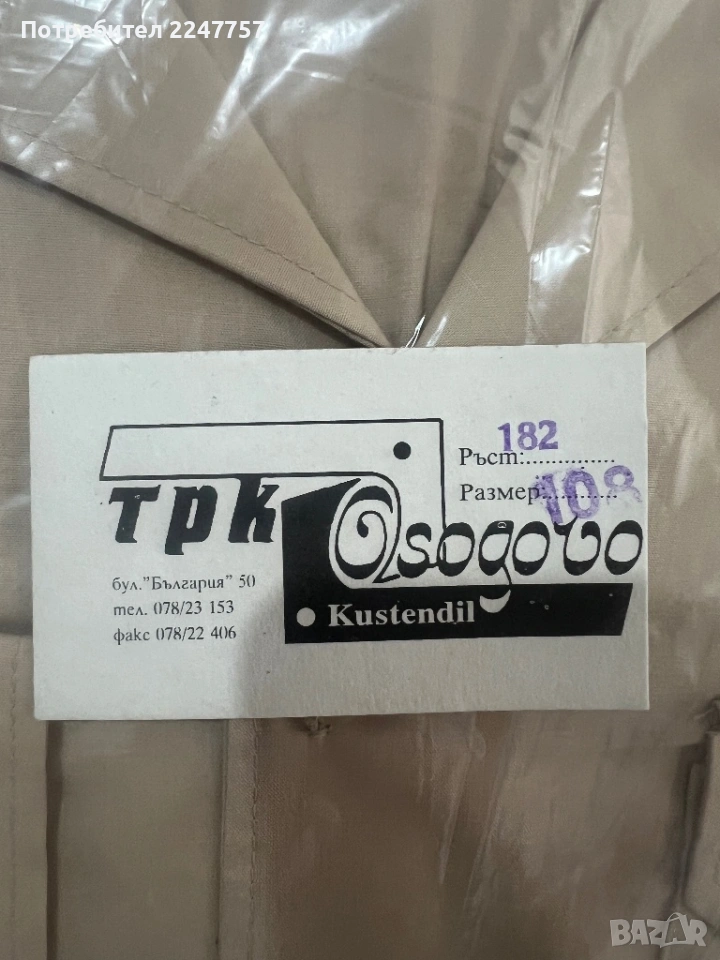 Потребител 2247757
Ръст:.............. 182
Размер:............ 108
трк Osogovo
Kustendil
бул."България" 50
тел. 078/23 153
факс 078/22 406
BAZAR